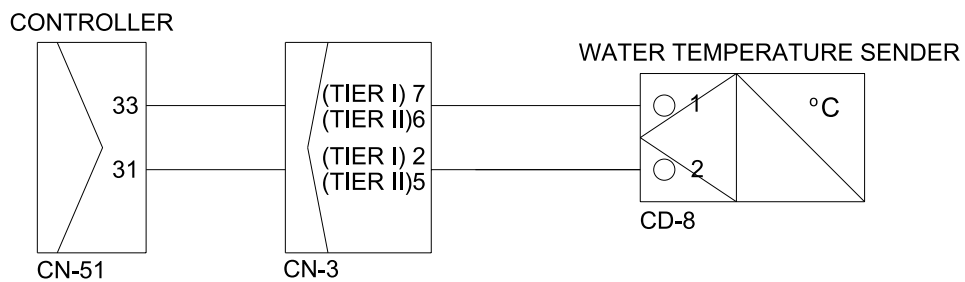 CONTROLLER
WATER TEMPERATURE SENDER
33
(TIER I) 7
(TIER II)6
1
°C
31
(TIER I) 2
(TIER II)5
2
CN-51
CN-3
CD-8